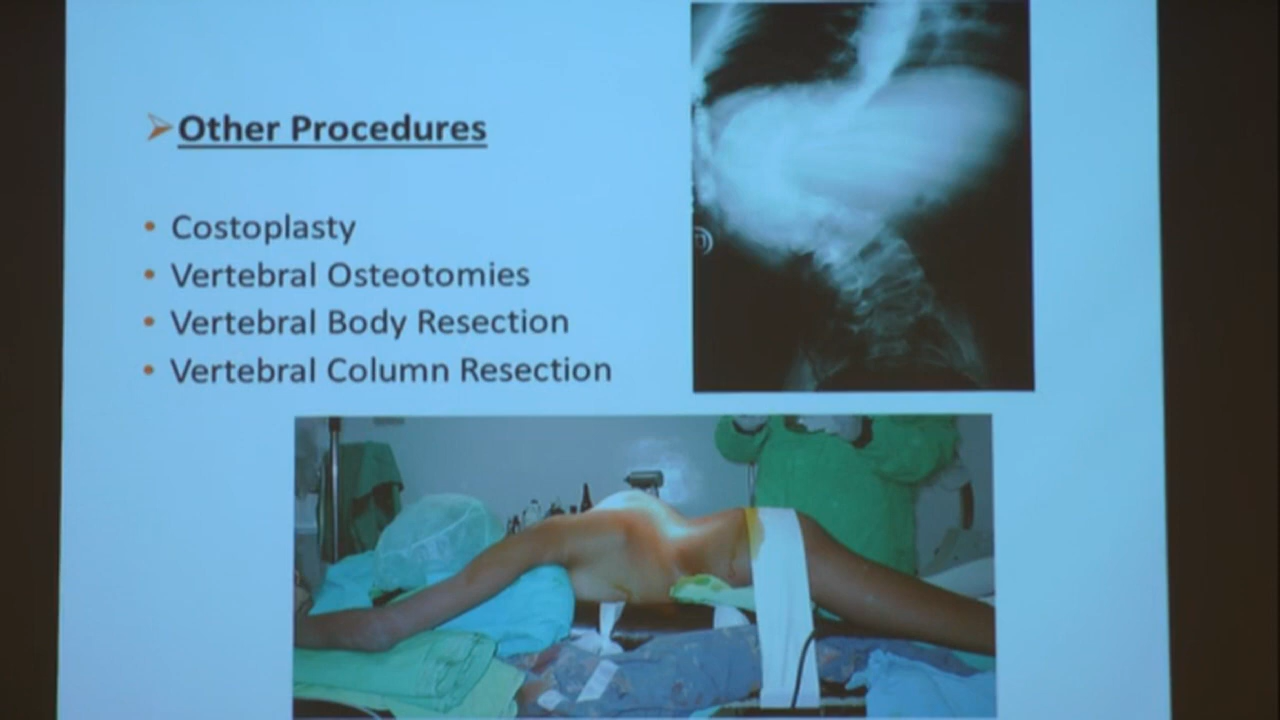 Other Procedures
Costoplasty
Vertebral Osteotomies
Vertebral Body Resection
Vertebral Column Resection